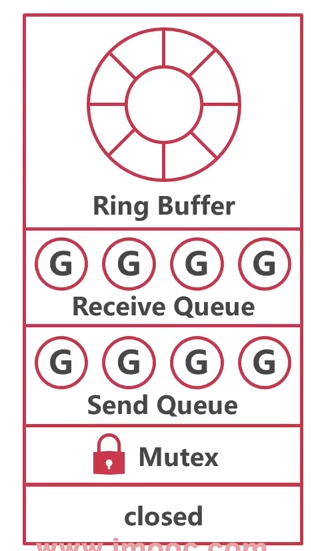 Ring Buffer
G G G G
Receive Queue
G G G G
Send Queue
Mutex
closed
www.imooc.com